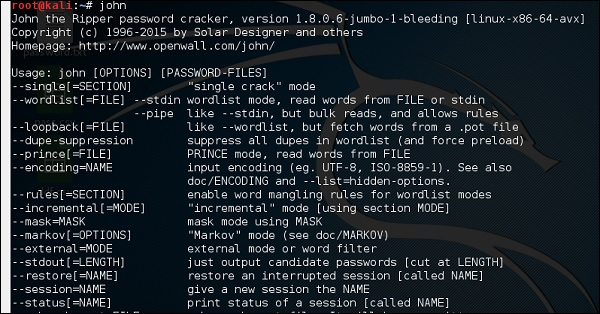 root@kali:~# john
John the Ripper password cracker, version 1.8.0.6-jumbo-1-bleeding [linux-x86-64-avx]
Copyright (c) 1996-2015 by Solar Designer and others
Homepage: http://www.openwall.com/john/

Usage: john [OPTIONS] [PASSWORD-FILES]
--single[=SECTION]        "single crack" mode
--wordlist[=FILE] --stdin wordlist mode, read words from FILE or stdin
                  --pipe  like --stdin, but bulk reads, and allows rules
--loopback[=FILE]         like --wordlist, but fetch words from a .pot file
--dupe-suppression        suppress all dupes in wordlist (and force preload)
--prince[=FILE]           PRINCE mode, read words from FILE
--encoding=NAME           input encoding (eg. UTF-8, ISO-8859-1). See also
                          doc/ENCODING and --list=hidden-options.
--rules[=SECTION]         enable word mangling rules for wordlist modes
--incremental[=MODE]      "incremental" mode [using section MODE]
--mask=MASK               mask mode using MASK
--markov[=OPTIONS]        "Markov" mode (see doc/MARKOV)
--external=MODE           external mode or word filter
--stdout[=LENGTH]         just output candidate passwords [cut at LENGTH]
--restore[=NAME]          restore an interrupted session [called NAME]
--session=NAME            give a new session the NAME
--status[=NAME]           print status of a session [called NAME]